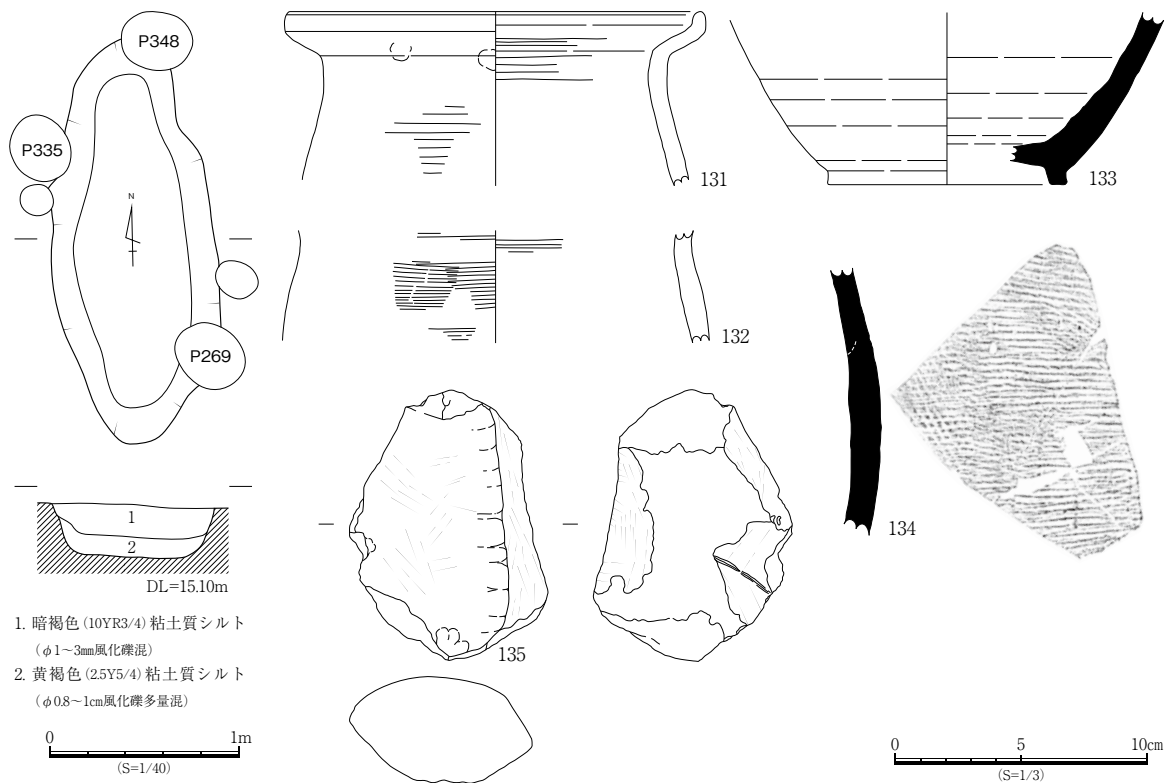 P348
P335
N
P269
1
2
DL=15.10m
1. 暗褐色(10YR3/4)粘土質シルト
(φ1〜3㎜風化礫混)
2. 黄褐色(2.5Y5/4)粘土質シルト
(φ0.8〜1㎝風化礫多量混)
0 1m
(S=1/40)
131
132
133
134
135
0 5 10㎝
(S=1/3)